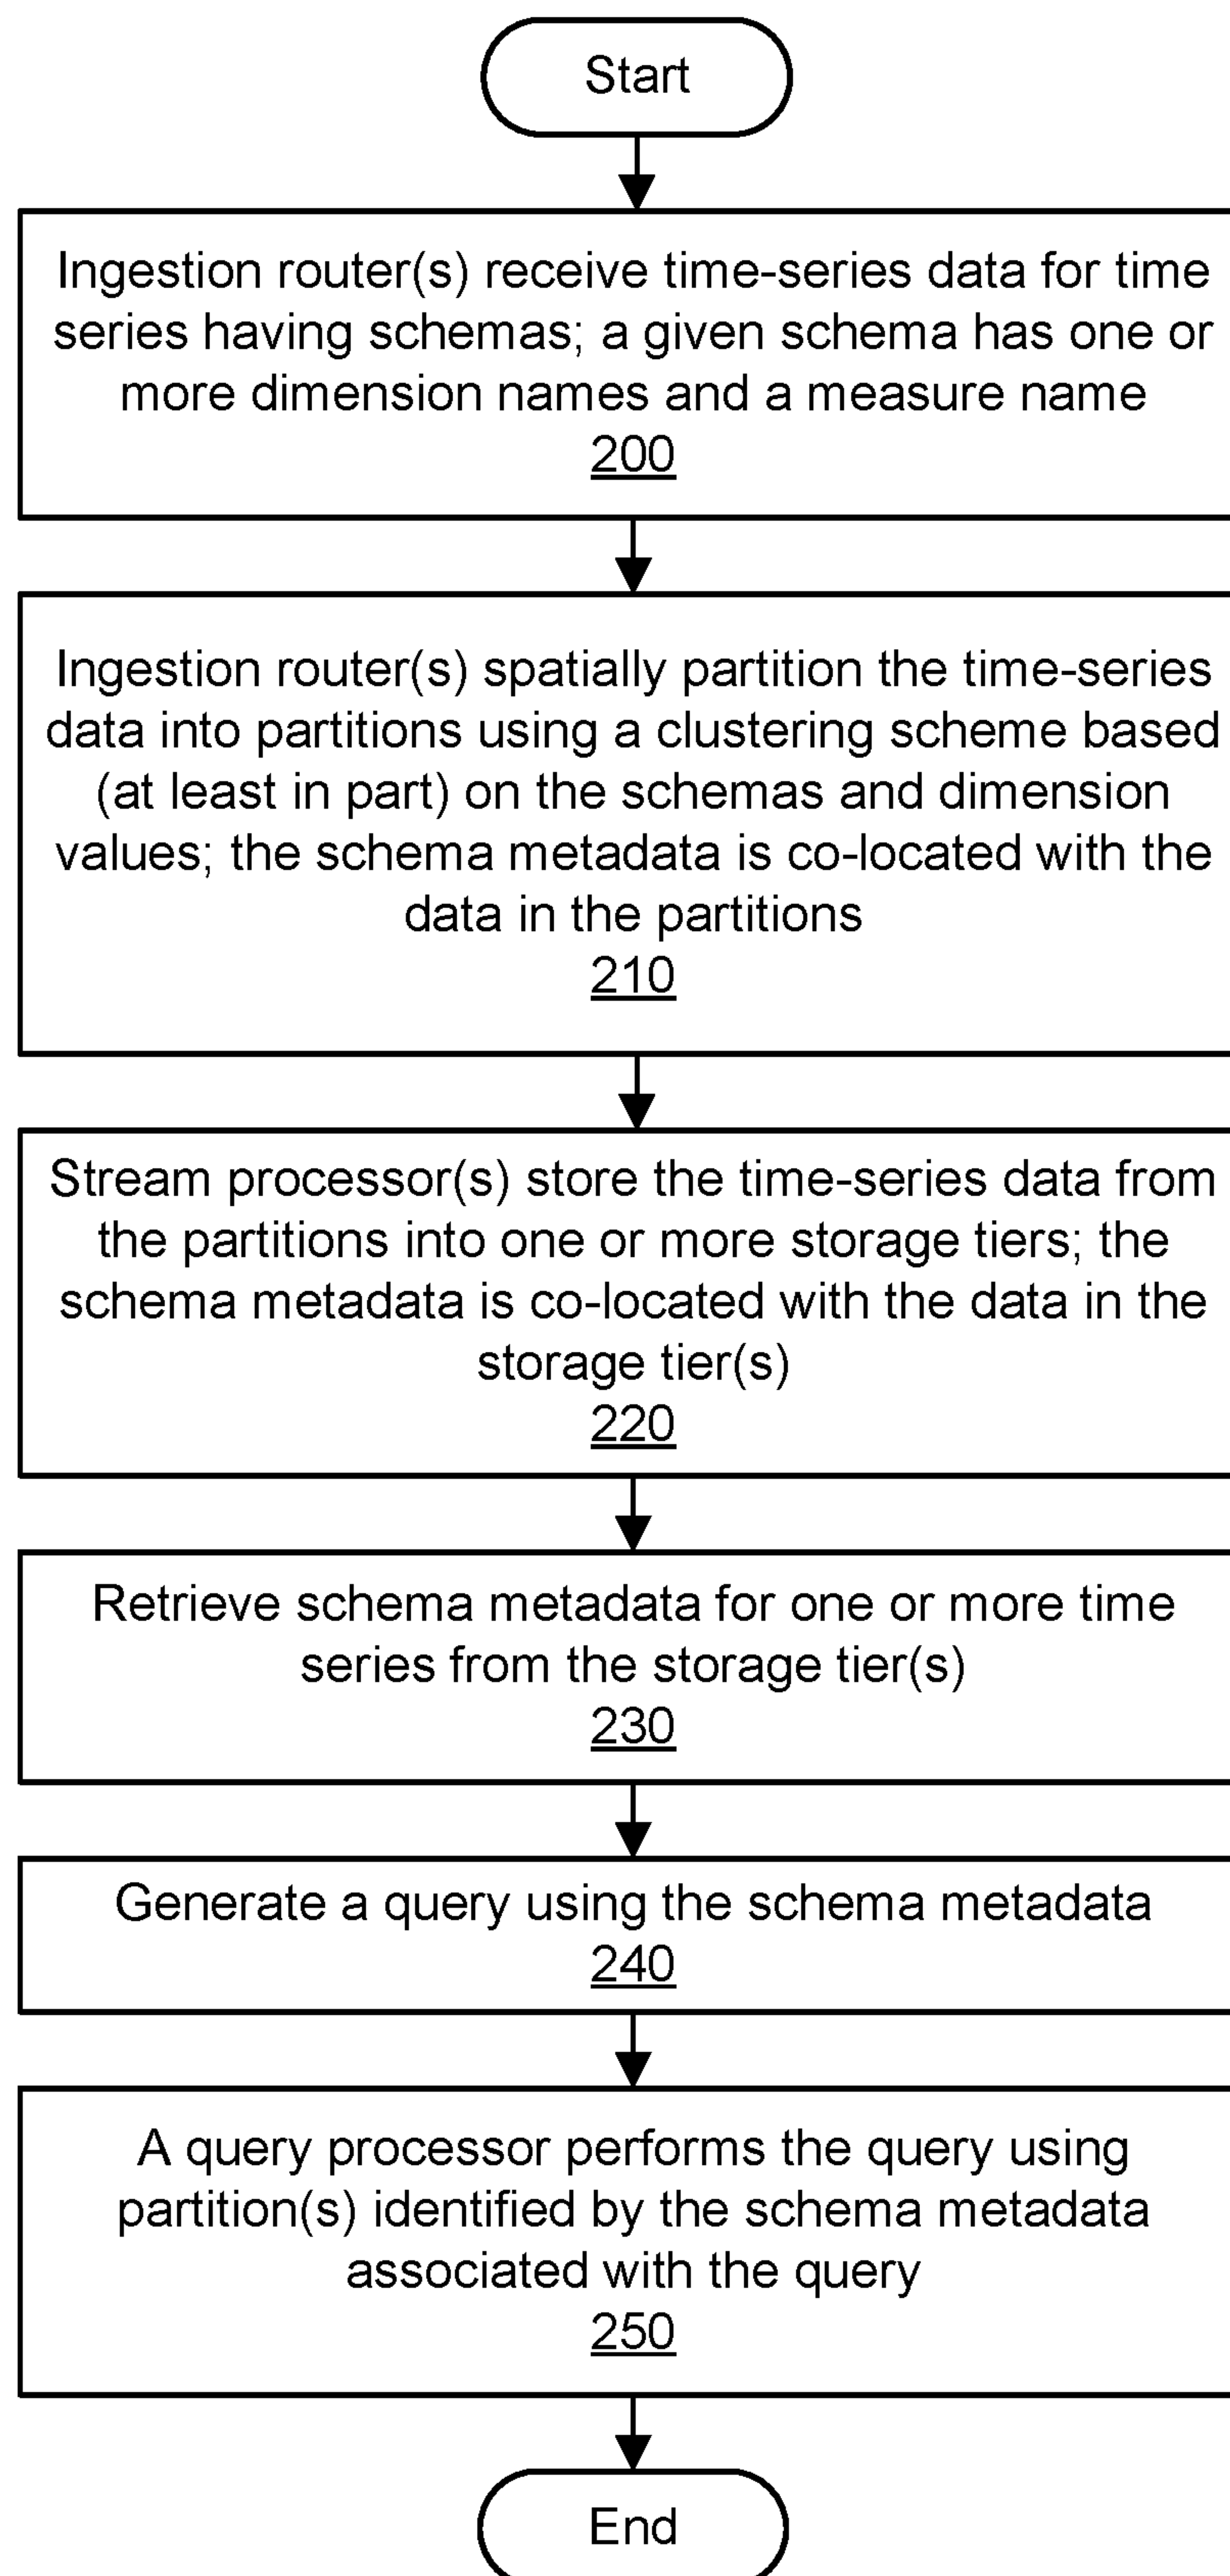 Start
Ingestion router(s) receive time-series data for time
series having schemas; a given schema has one or
more dimension names and a measure name
200
Ingestion router(s) spatially partition the time-series
data into partitions using a clustering scheme based
(at least in part) on the schemas and dimension
values; the schema metadata is co-located with the
data in the partitions
210
Stream processor(s) store the time-series data from
the partitions into one or more storage tiers; the
schema metadata is co-located with the data in the
storage tier(s)
220
Retrieve schema metadata for one or more time
series from the storage tier(s)
230
Generate a query using the schema metadata
240
A query processor performs the query using
partition(s) identified by the schema metadata
associated with the query
250
End